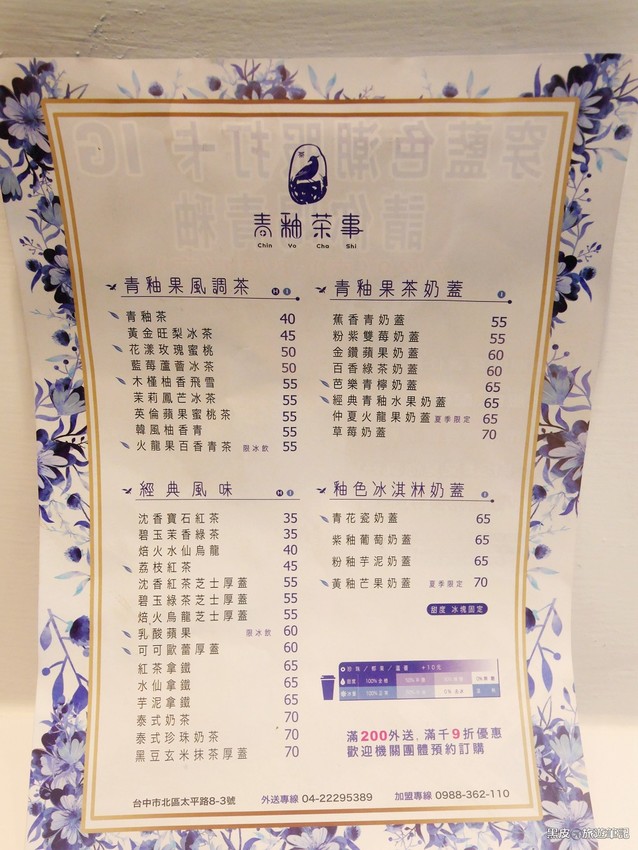 青釉茶事
Chin Yo Cha Shi
青釉果風調茶 H I
青釉茶 40
黃金旺梨冰茶 45
花漾玫瑰蜜桃 50
藍莓蘆薈冰茶 50
木槿柚香飛雪 55
茉莉鳳芒冰茶 55
英倫蘋果蜜桃茶 55
韓風柚香青 55
火龍果百香青茶 限冰飲 55
經典風味 H I
沈香寶石紅茶 35
碧玉茉香綠茶 35
焙火水仙烏龍 40
荔枝紅茶 45
沈香紅茶芝士厚蓋 55
碧玉綠茶芝士厚蓋 55
焙火烏龍芝士厚蓋 55
乳酸蘋果 限冰飲 60
可可歐蕾厚蓋 60
紅茶拿鐵 65
水仙拿鐵 65
芋泥拿鐵 65
泰式奶茶 70
泰式珍珠奶茶 70
黑豆玄米抹茶厚蓋 70
青釉果茶奶蓋 I
蕉香青奶蓋 55
粉紫雙莓奶蓋 55
金鑽蘋果奶蓋 60
百香綠茶奶蓋 60
芭樂青檸奶蓋 65
經典青釉水果奶蓋 65
仲夏火龍果奶蓋 夏季限定 65
草莓奶蓋 70
釉色冰淇淋奶蓋 I
青花瓷奶蓋 65
紫釉葡萄奶蓋 65
粉釉芋泥奶蓋 65
黃釉芒果奶蓋 夏季限定 70
甜度 冰塊固定
珍珠／椰果／蘆薈 +10元
滿200外送, 滿千9折優惠
歡迎機關團體預約訂購
台中市北區太平路8-3號 外送專線 04-22295389 加盟專線 0988-362-110
黑皮的旅遊筆記